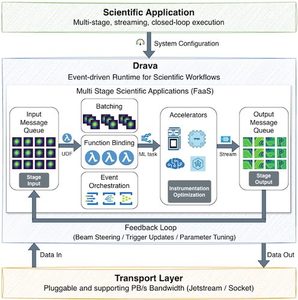 Scientific Application
Multi-stage, streaming, closed-loop execution
System Configuration
Drava
Event-driven Runtime for Scientific Workflows
Multi Stage Scientific Applications (FaaS)
Input
Message
Queue
Stage
Input
UDF
Batching
Function Binding
Event
Orchestration
ML task
Accelerators
Instrumentation
Optimization
Stream
Output
Message
Queue
Stage
Output
Feedback Loop
(Beam Steering / Trigger Updates / Parameter Tuning)
Data In
Data Out
Transport Layer
Pluggable and supporting PB/s Bandwidth (Jetstream / Socket)